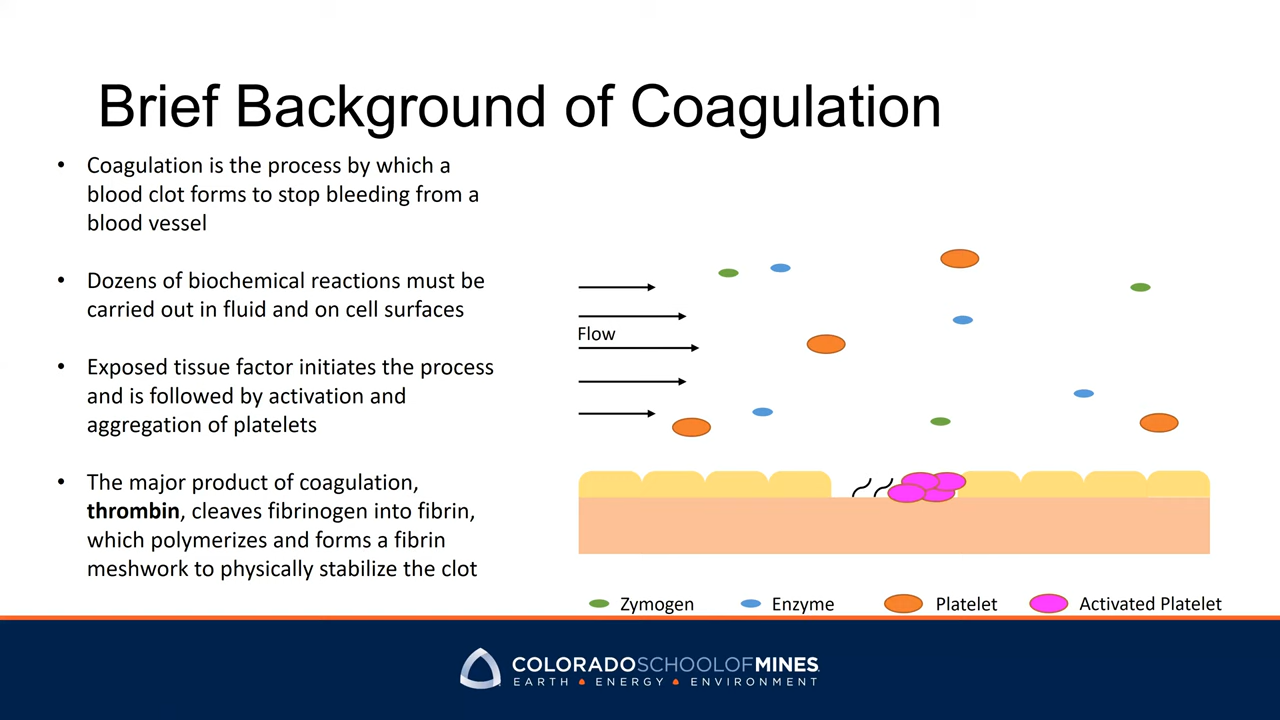 Brief Background of Coagulation
• Coagulation is the process by which a
blood clot forms to stop bleeding from a
blood vessel
• Dozens of biochemical reactions must be
carried out in fluid and on cell surfaces
• Exposed tissue factor initiates the process
and is followed by activation and
aggregation of platelets
• The major product of coagulation,
thrombin, cleaves fibrinogen into fibrin,
which polymerizes and forms a fibrin
meshwork to physically stabilize the clot
Flow
Zymogen
Enzyme
Platelet
Activated Platelet
COLORADOSCHOOLOFMINES
EARTH • ENERGY • ENVIRONMENT